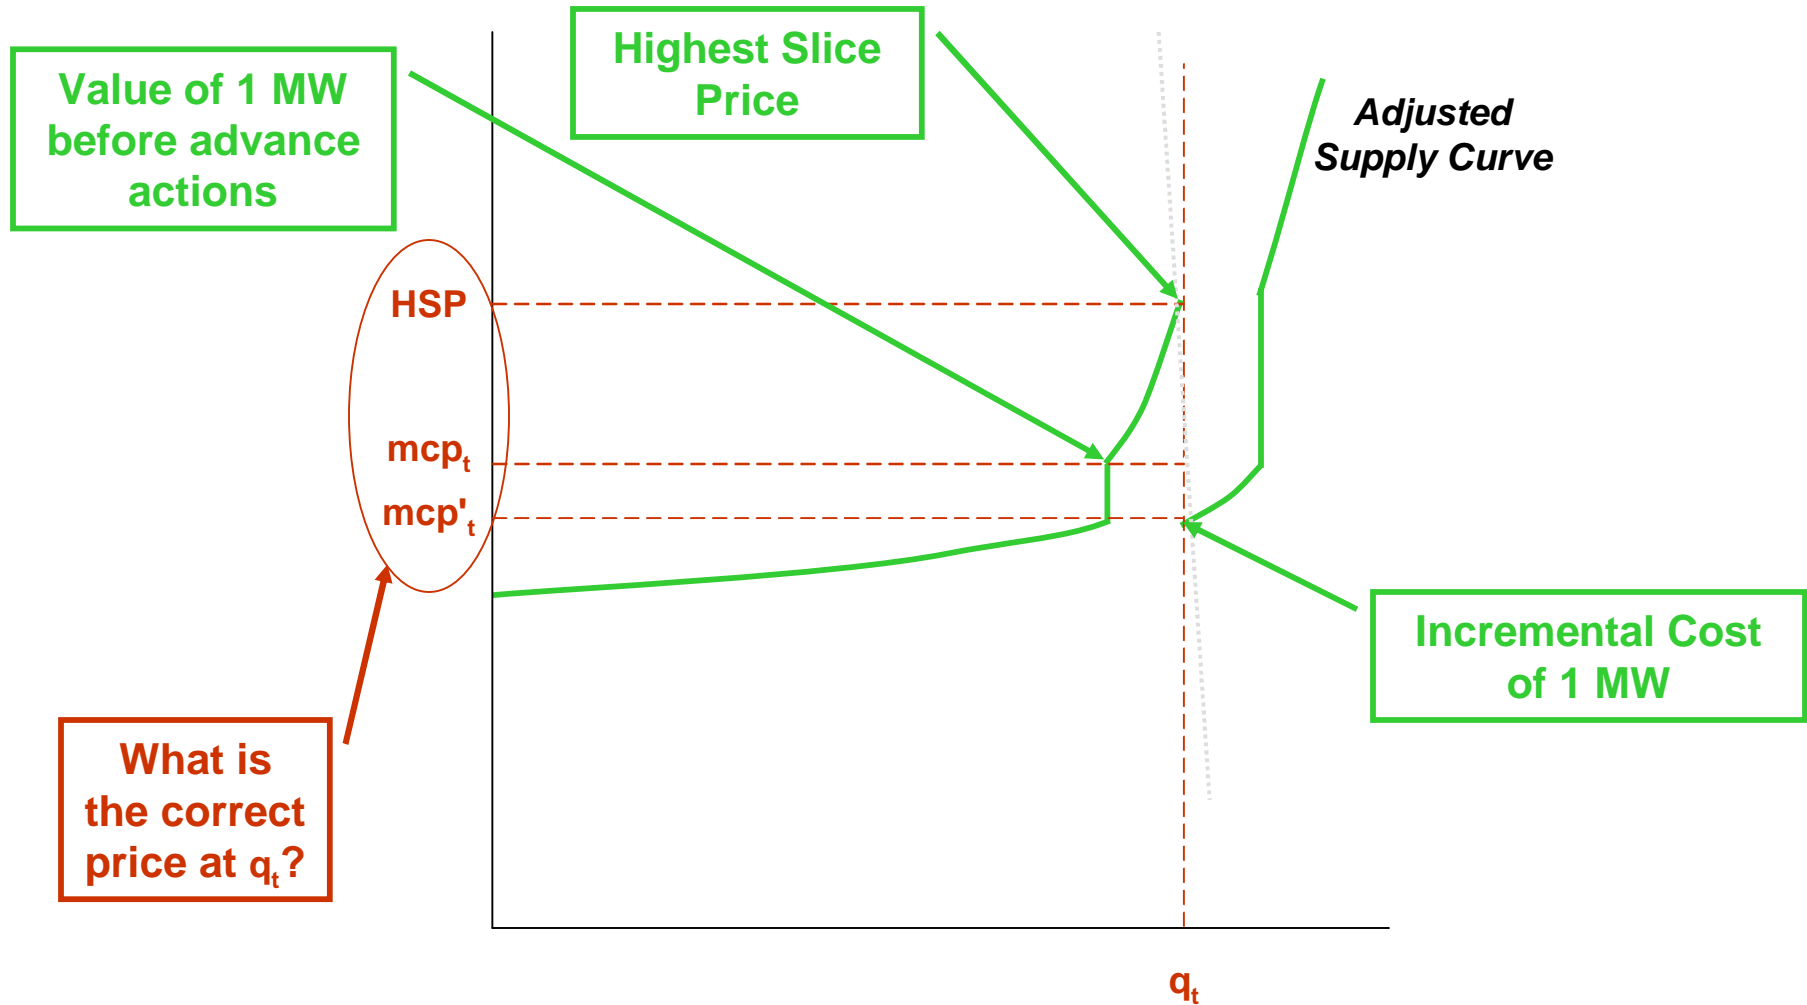 Value of 1 MW
before advance
actions
Highest Slice
Price
Adjusted
Supply Curve
HSP
mcpt
mcp't
Incremental Cost
of 1 MW
What is
the correct
price at qt?
qt